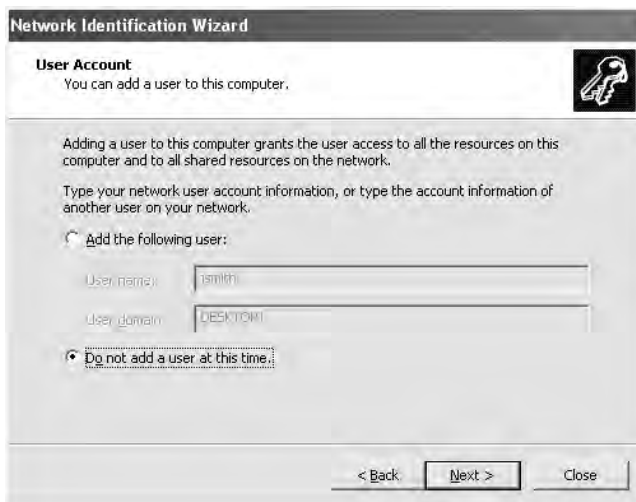 Network Identification Wizard
User Account
You can add a user to this computer.
Adding a user to this computer grants the user access to all the resources on this
computer and to all shared resources on the network.
Type your network user account information, or type the account information of
another user on your network.
Add the following user:
User name:
User domain:
DESKTOP1
Do not add a user at this time.
< Back
Next >
Close